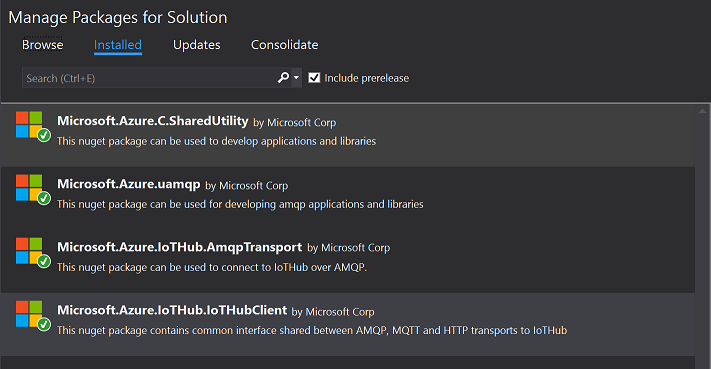 Manage Packages for Solution
Browse Installed Updates Consolidate
Search (Ctrl+E) Include prerelease
Microsoft.Azure.C.SharedUtility by Microsoft Corp
This nuget package can be used to develop applications and libraries
Microsoft.Azure.uamqp by Microsoft Corp
This nuget package can be used for developing amqp applications and libraries
Microsoft.Azure.IoTHub.AmqpTransport by Microsoft Corp
This nuget package can be used to connect to IoTHub over AMQP.
Microsoft.Azure.IoTHub.IoTHubClient by Microsoft Corp
This nuget package contains common interface shared between AMQP, MQTT and HTTP transports to IoTHub